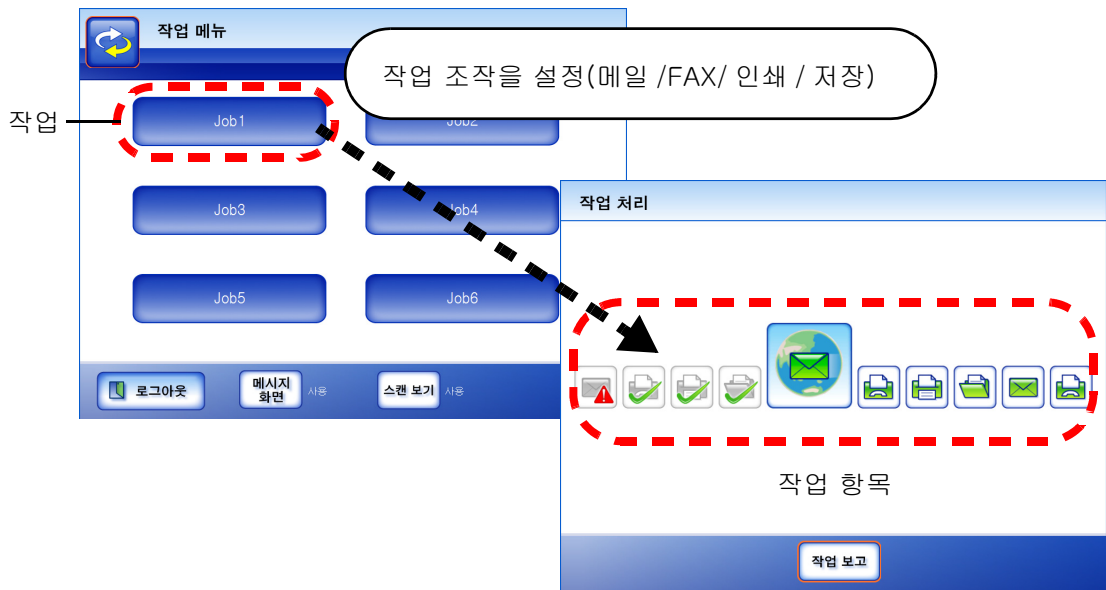 작업 메뉴
작업 조작을 설정(메일 /FAX/ 인쇄 / 저장)
작업
Job1
Job2
Job3
Job4
Job5
Job6
로그아웃
메시지
화면
사용
스캔 보기
사용
작업 처리
작업 항목
작업 보고